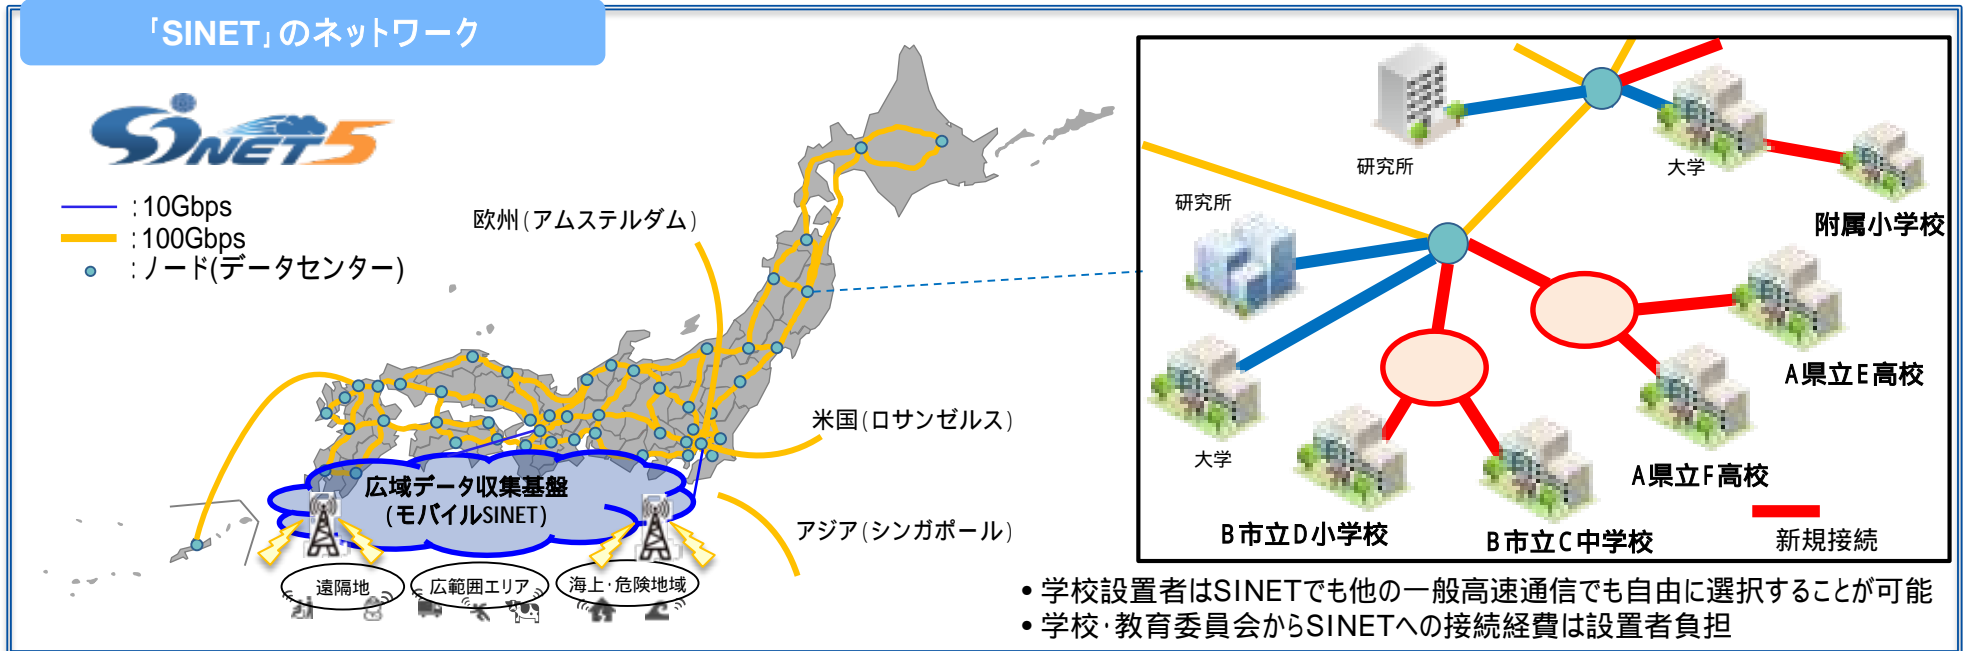 「SINET」のネットワーク
SINET5
:10Gbps
:100Gbps
:ノード(データセンター)
欧州(アムステルダム)
米国(ロサンゼルス)
アジア(シンガポール)
広域データ収集基盤
(モバイルSINET)
遠隔地
広範囲エリア
海上・危険地域
研究所
大学
附属小学校
研究所
大学
A県立E高校
A県立F高校
B市立D小学校
B市立C中学校
新規接続
• 学校設置者はSINETでも他の一般高速通信でも自由に選択することが可能
• 学校・教育委員会からSINETへの接続経費は設置者負担